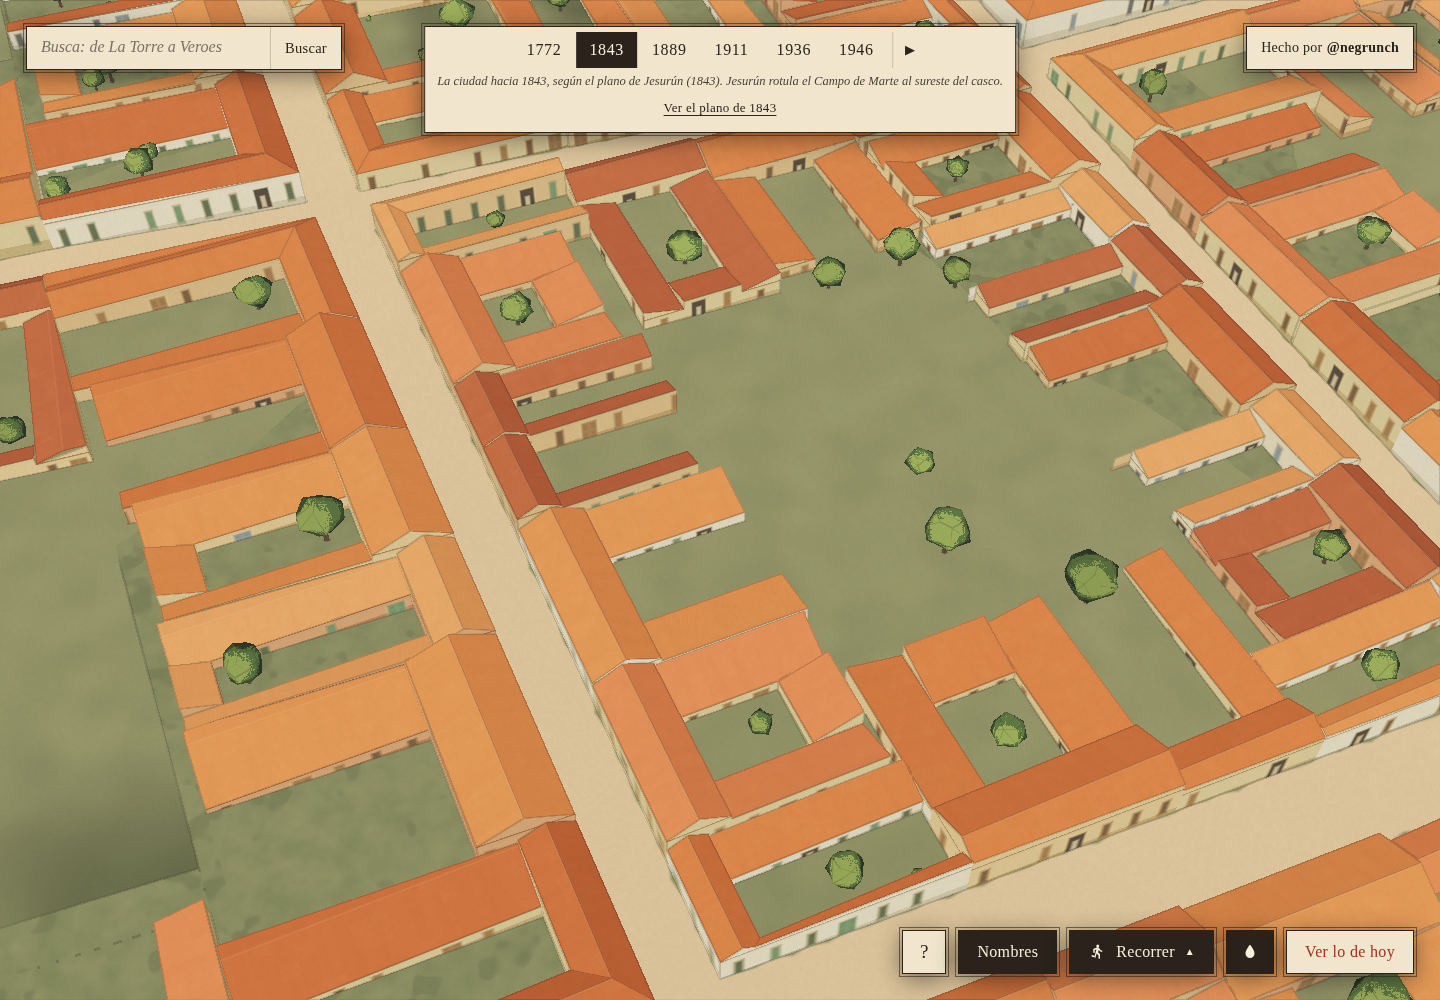 Busca: de La Torre a Veroes
Buscar
1772 1843 1889 1911 1936 1946 ▶
La ciudad hacia 1843, según el plano de Jesurún (1843). Jesurún rotula el Campo de Marte al sureste del casco.
Ver el plano de 1843
Hecho por @negrunch
? Nombres Recorrer ▲ Ver lo de hoy